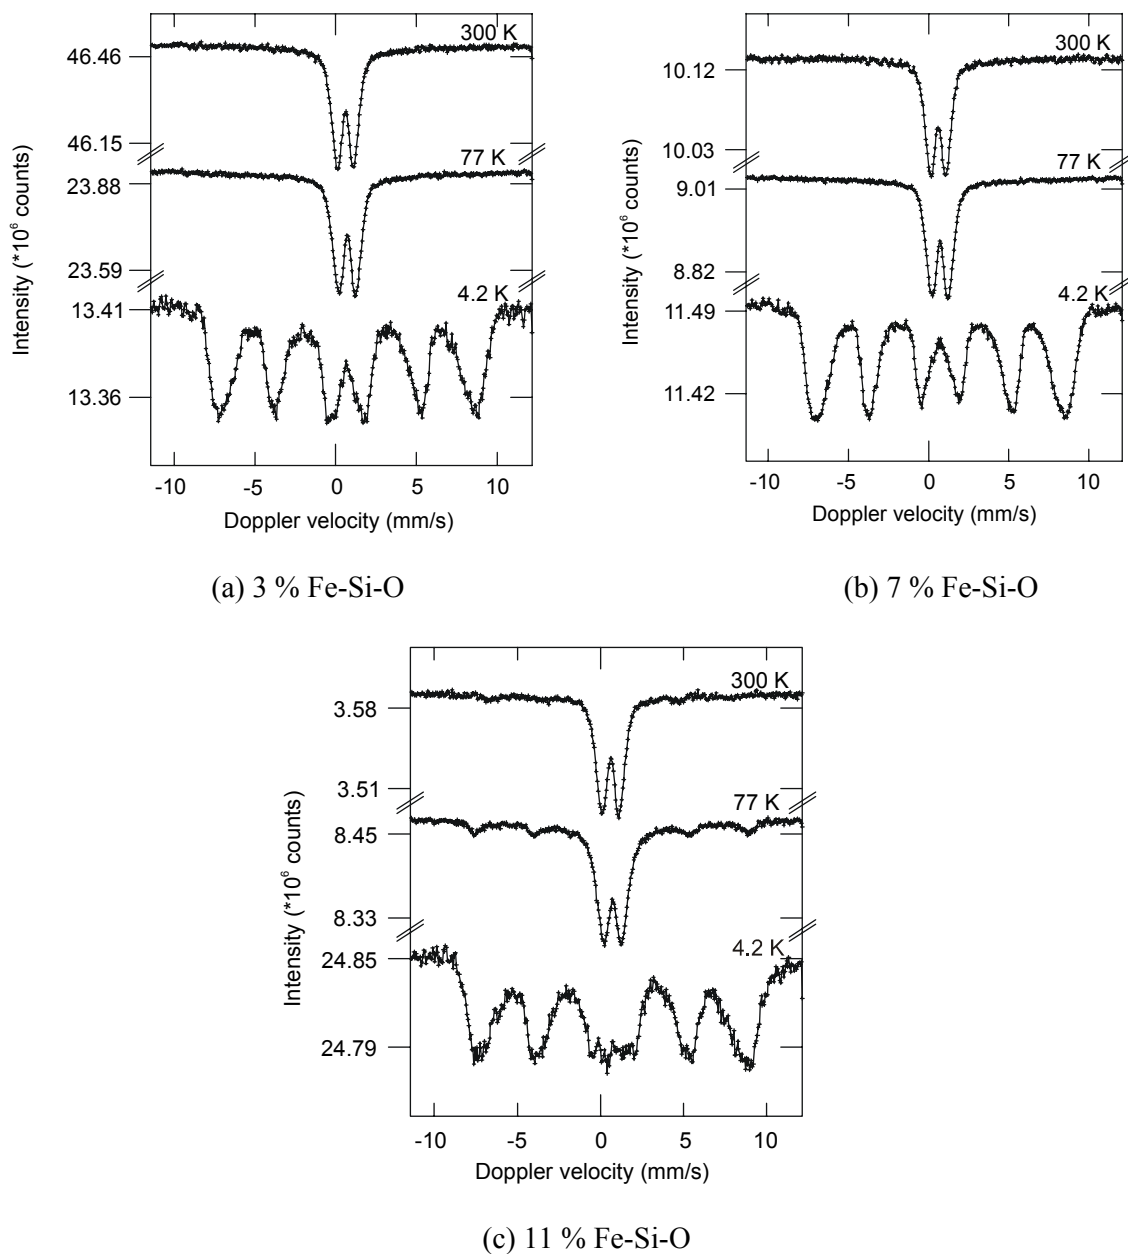 300 K
46.46
46.15
77 K
23.88
23.59
4.2 K
13.41
13.36
Intensity (*10⁶ counts)
-10 -5 0 5 10
Doppler velocity (mm/s)
(a) 3 % Fe-Si-O
300 K
10.12
10.03
77 K
9.01
8.82
4.2 K
11.49
11.42
Intensity (*10⁶ counts)
-10 -5 0 5 10
Doppler velocity (mm/s)
(b) 7 % Fe-Si-O
300 K
3.58
3.51
77 K
8.45
8.33
4.2 K
24.85
24.79
Intensity (*10⁶ counts)
-10 -5 0 5 10
Doppler velocity (mm/s)
(c) 11 % Fe-Si-O